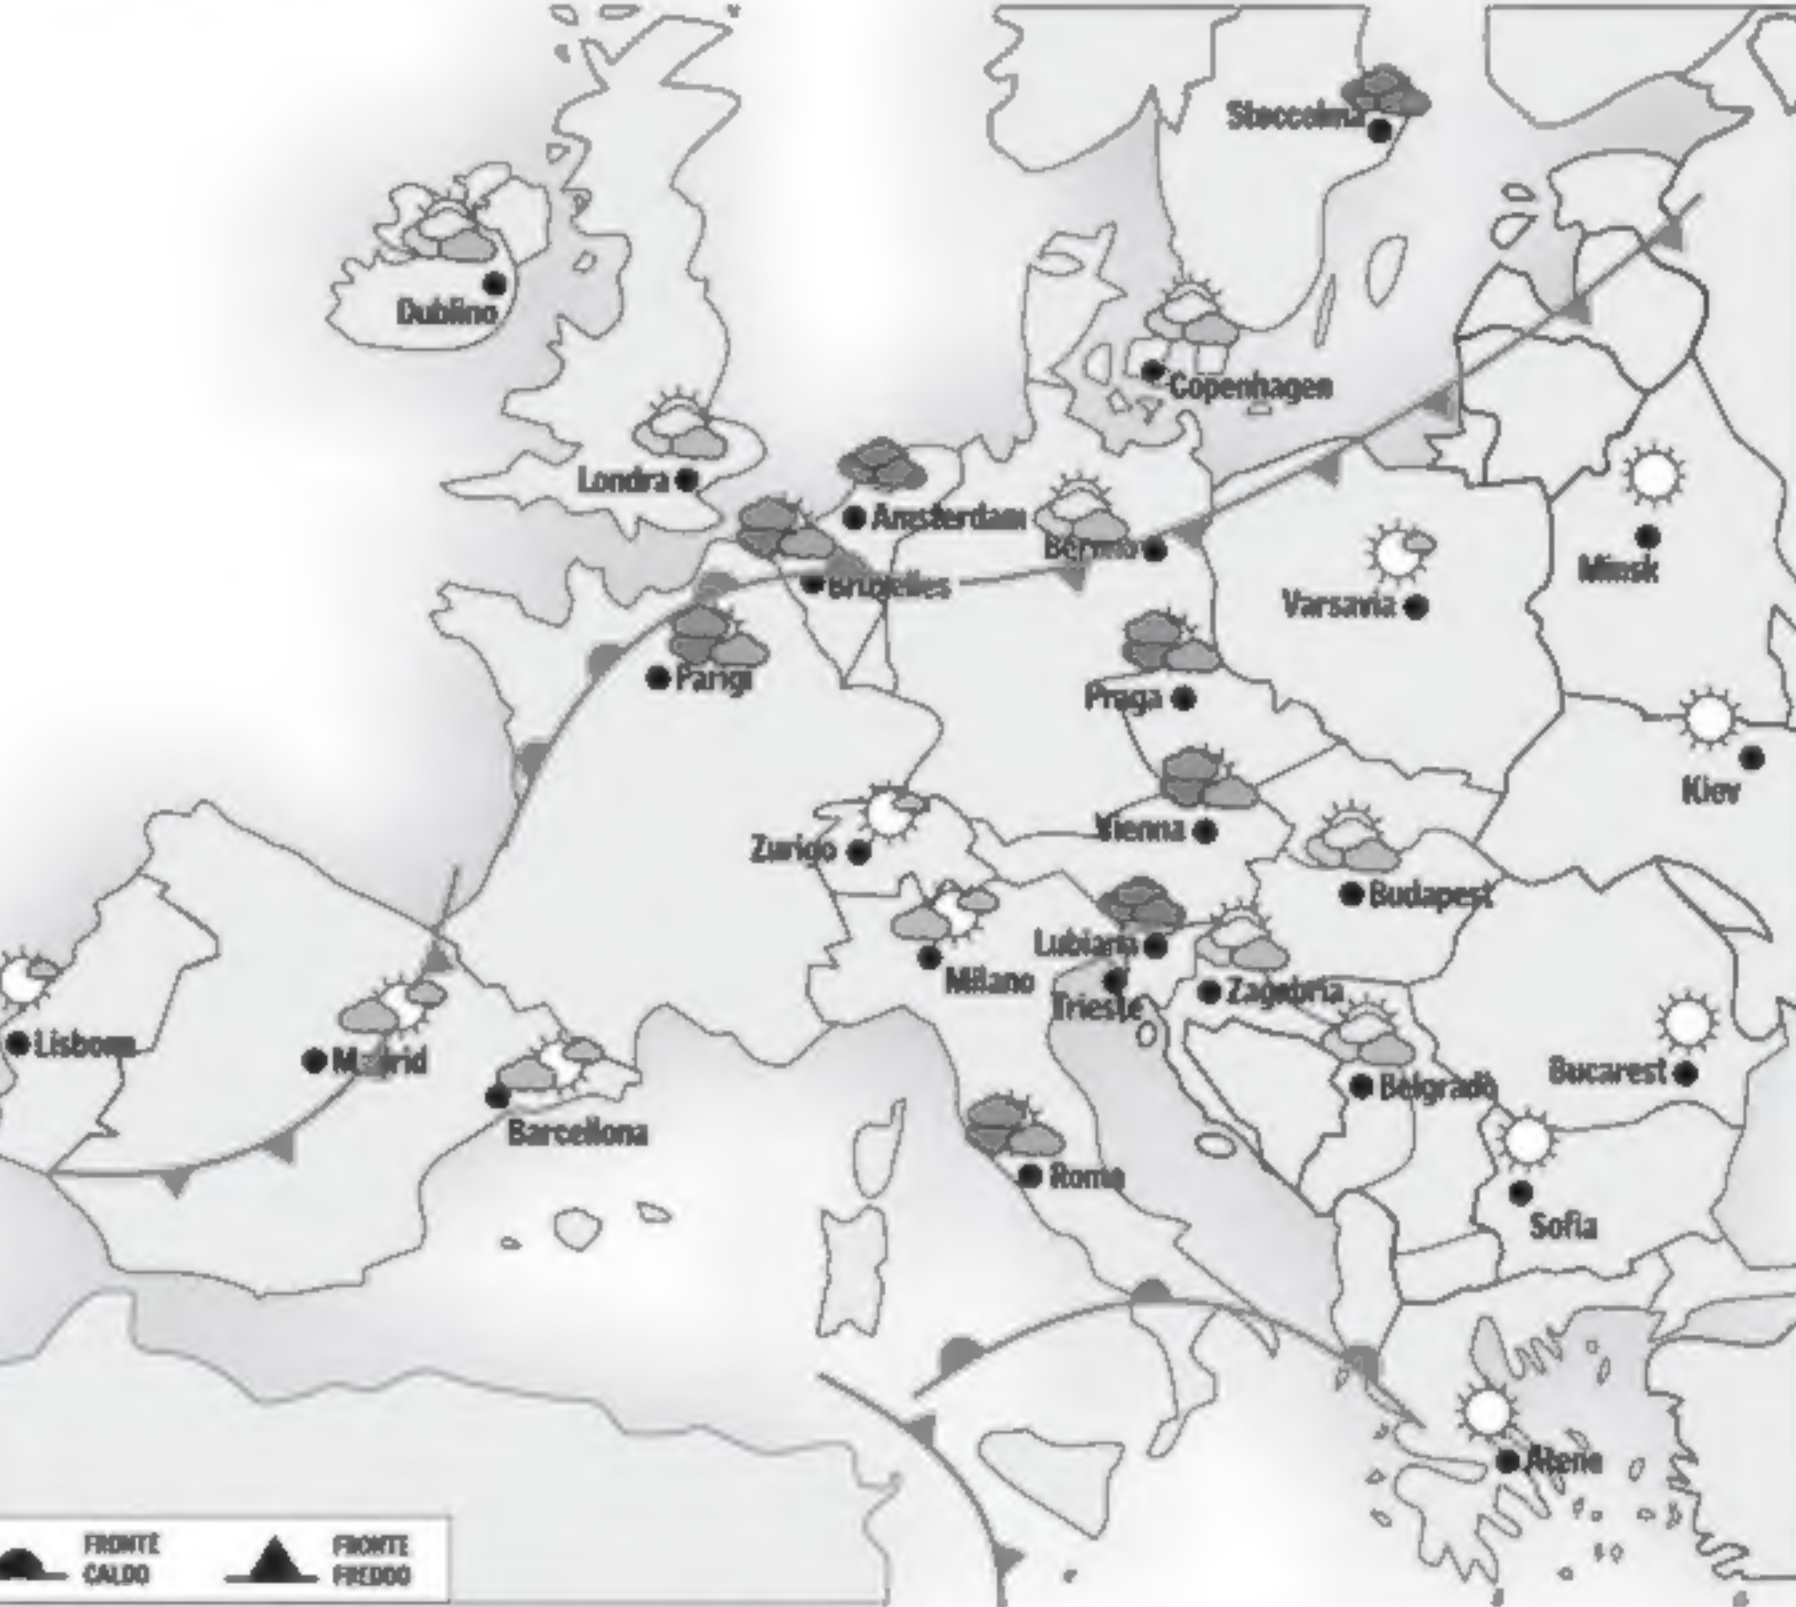 Stoccolma
Dublino
Copenhagen
Londra
Amsterdam
Berlino
Bruxelles
Minsk
Varsavia
Parigi
Praga
Kiev
Vienna
Zurigo
Budapest
Lubiana
Milano
Zagabria
Trieste
Lisbona
Madrid
Bucarest
Belgrado
Barcellona
Roma
Sofia
Atene
FRONTE
CALDO
FRONTE
FREDDO